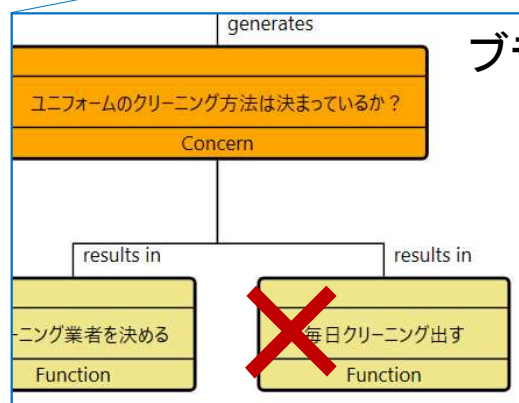 generates
ブラ
ユニフォームのクリーニング方法は決まっているか？
Concern
results in
results in
ーニング業者を決める
毎日クリーニング出す
Function
Function